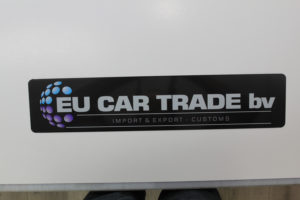 EU CAR TRADE bv
IMPORT & EXPORT - CUSTOMS